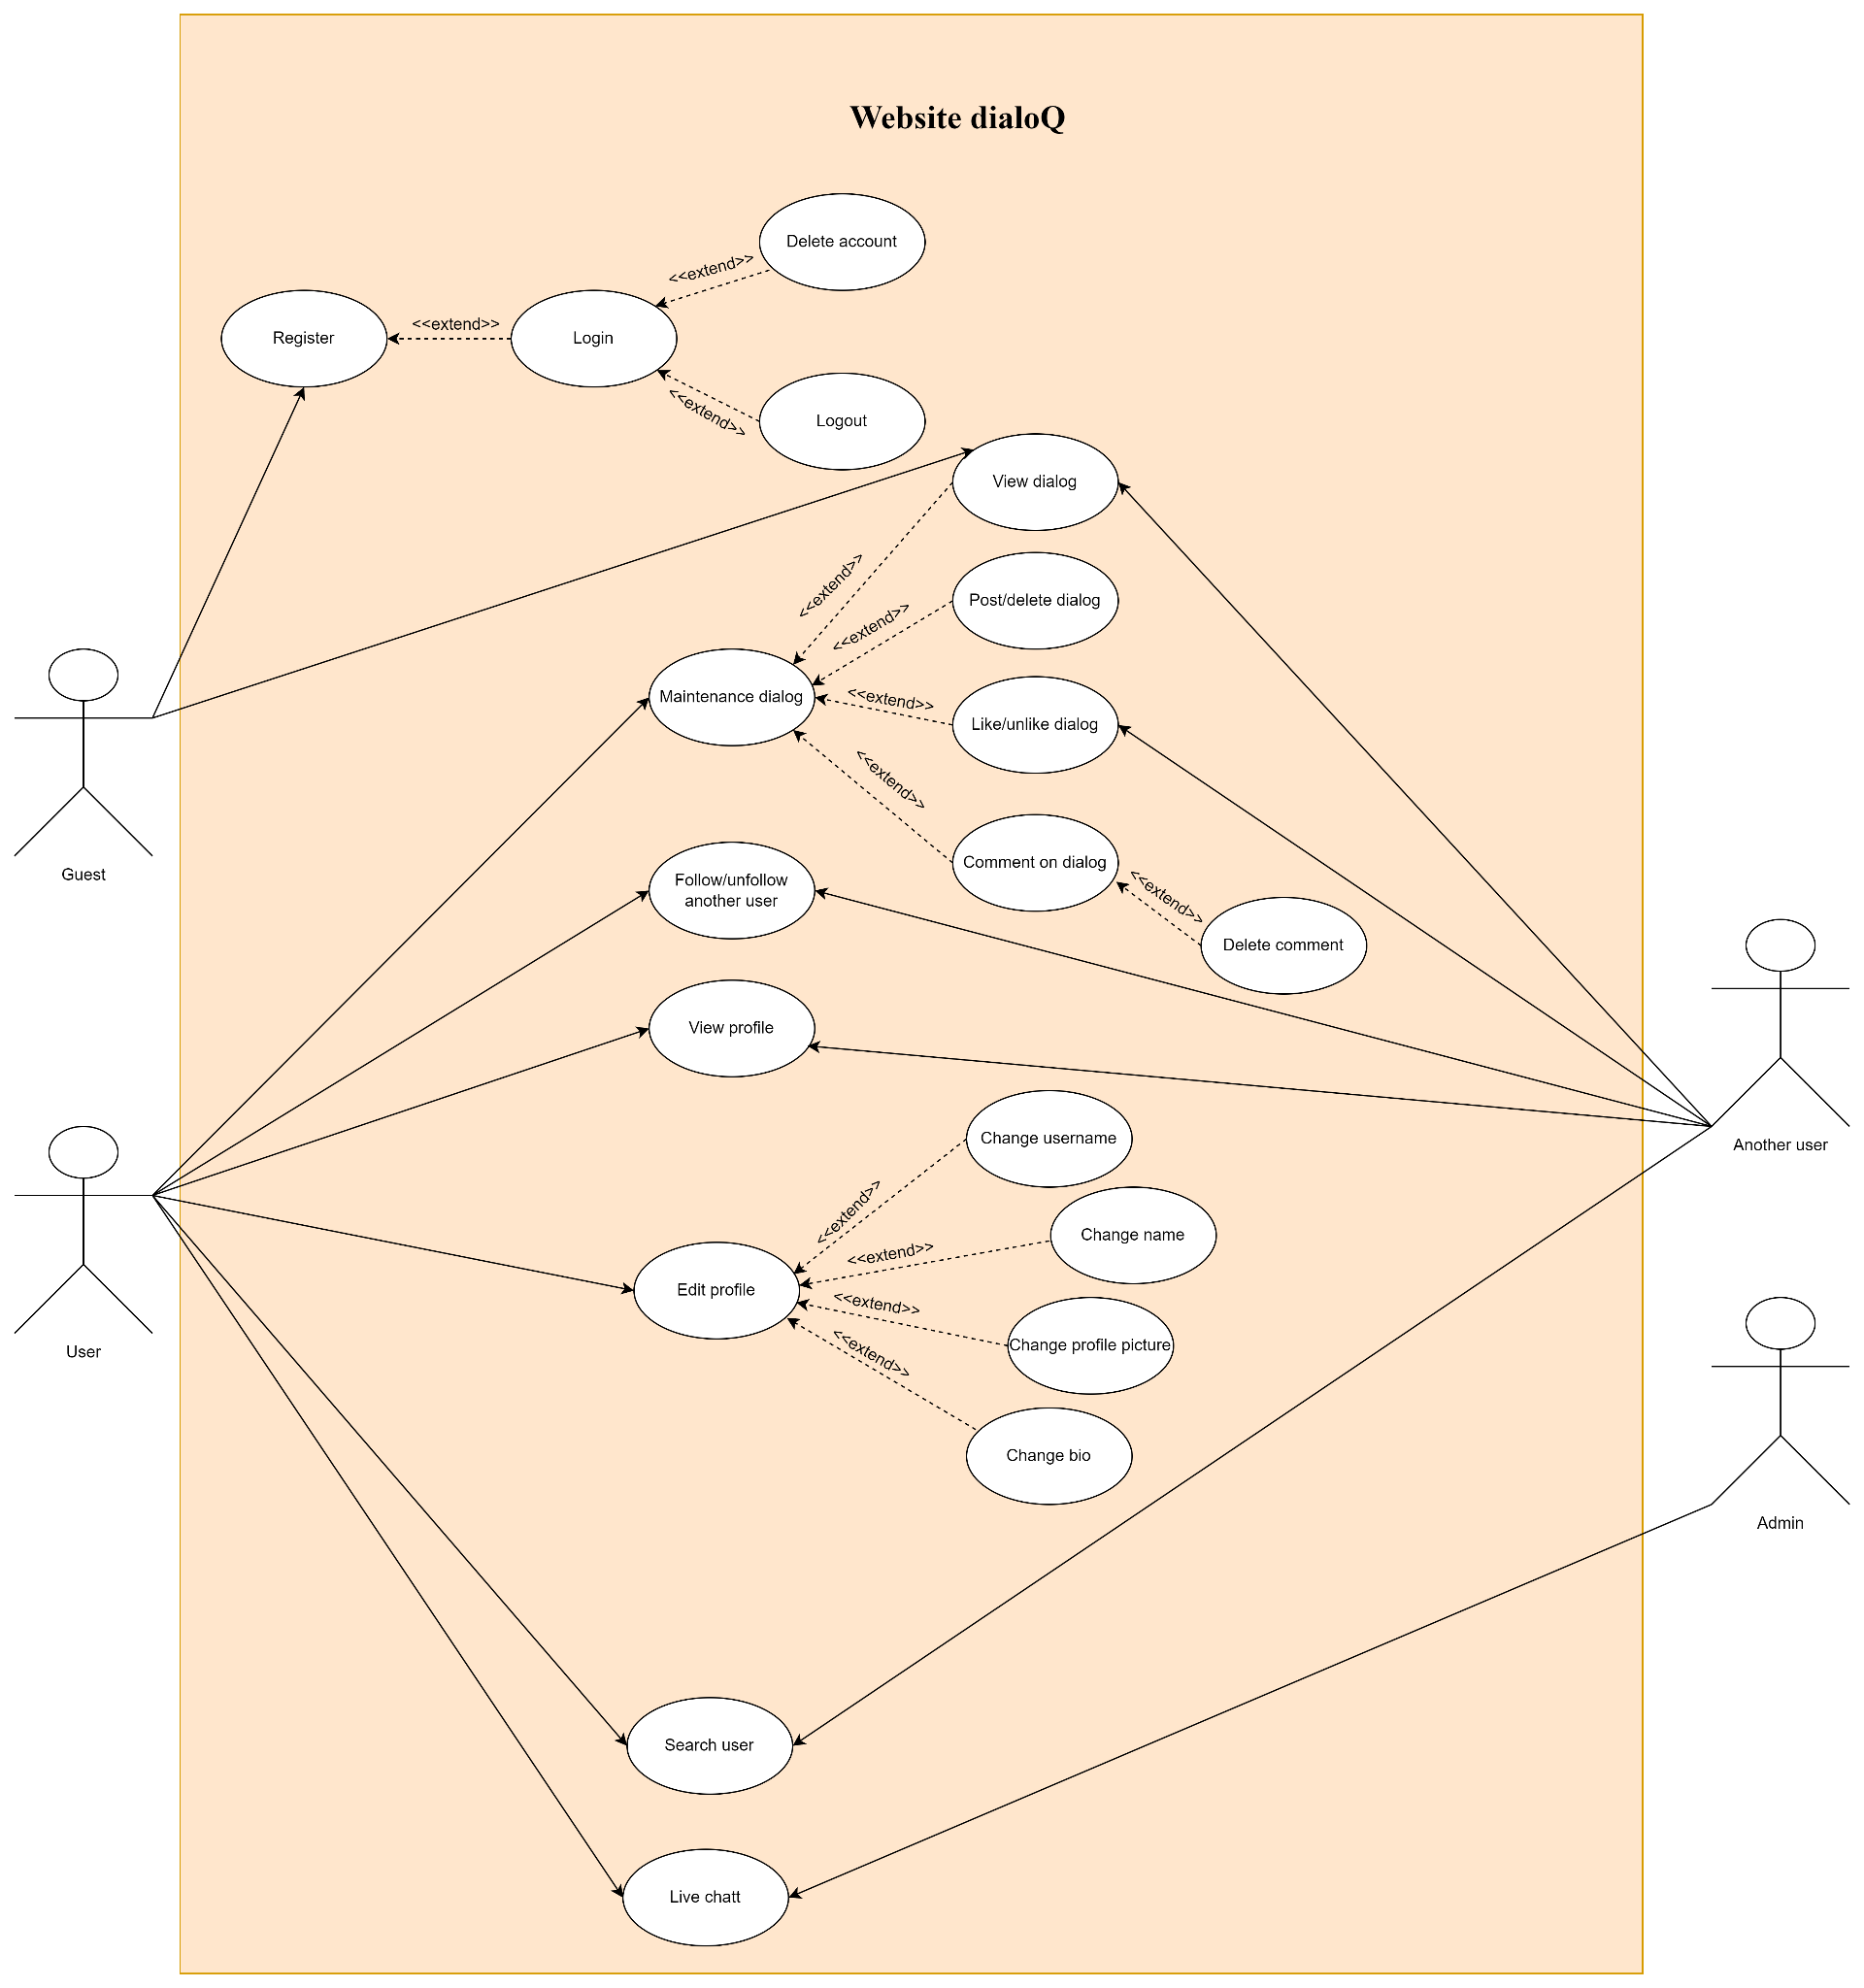 Website dialoQ
Delete account
<<extend>>
<<extend>>
Register
Login
<<extend>>
Logout
View dialog
<<extend>>
Post/delete dialog
<<extend>>
Maintenance dialog
<<extend>>
Like/unlike dialog
<<extend>>
Comment on dialog
Guest
Follow/unfollow
another user
<<extend>>
Delete comment
View profile
Change username
Another user
<<extend>>
Change name
<<extend>>
Edit profile
<<extend>>
Change profile picture
User
<<extend>>
Change bio
Admin
Search user
Live chatt